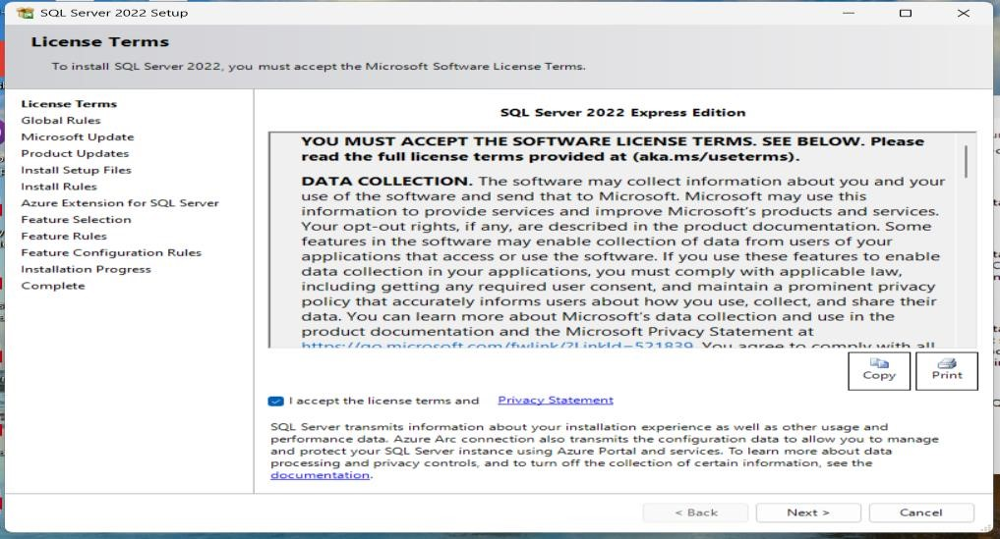 SQL Server 2022 Setup
License Terms
To install SQL Server 2022, you must accept the Microsoft Software License Terms.
License Terms
Global Rules
Microsoft Update
Product Updates
Install Setup Files
Install Rules
Azure Extension for SQL Server
Feature Selection
Feature Rules
Feature Configuration Rules
Installation Progress
Complete
SQL Server 2022 Express Edition
YOU MUST ACCEPT THE SOFTWARE LICENSE TERMS. SEE BELOW. Please
read the full license terms provided at (aka.ms/useterms).
DATA COLLECTION. The software may collect information about you and your
use of the software and send that to Microsoft. Microsoft may use this
information to provide services and improve Microsoft's products and services.
Your opt-out rights, if any, are described in the product documentation. Some
features in the software may enable collection of data from users of your
applications that access or use the software. If you use these features to enable
data collection in your applications, you must comply with applicable law,
including getting any required user consent, and maintain a prominent privacy
policy that accurately informs users about how you use, collect, and share their
data. You can learn more about Microsoft's data collection and use in the
product documentation and the Microsoft Privacy Statement at
https://go.microsoft.com/fwlink/?LinkId=521839. You agree to comply with all
Copy
Print
I accept the license terms and Privacy Statement
SQL Server transmits information about your installation experience as well as other usage and
performance data. Azure Arc connection also transmits the configuration data to allow you to manage
and protect your SQL Server instance using Azure Portal and services. To learn more about data
processing and privacy controls, and to turn off the collection of certain information, see the
documentation.
< Back
Next >
Cancel